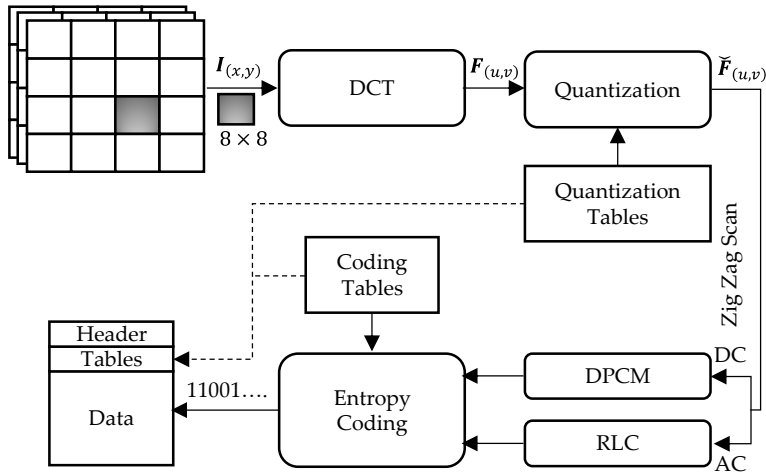 I(x,y)
8 × 8
DCT
F(u,v)
Quantization
F̆(u,v)
Quantization
Tables
Zig Zag Scan
Coding
Tables
Header
Tables
Data
11001….
Entropy
Coding
DPCM
DC
RLC
AC